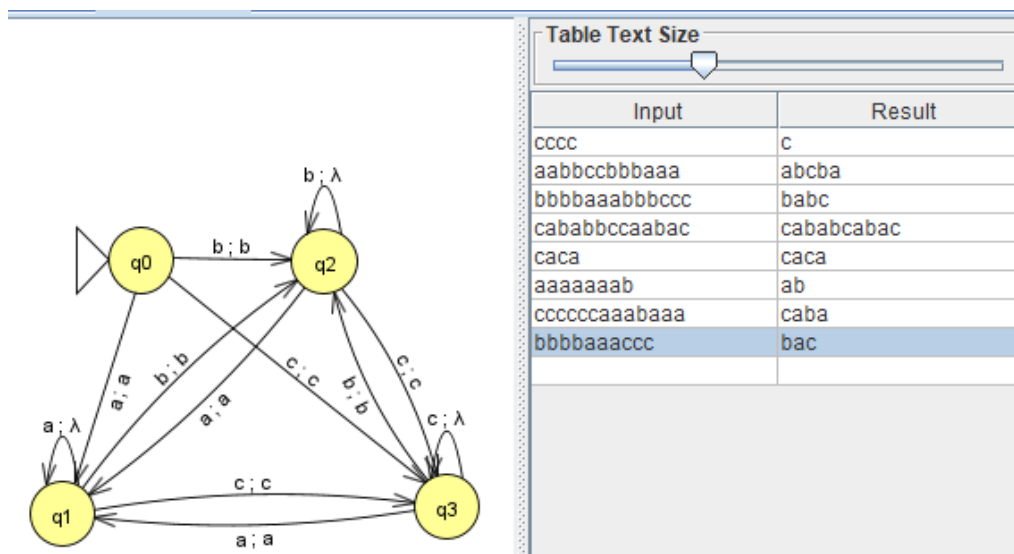 Table Text Size
Input Result
cccc c
aabbccbbbaaa abcba
bbbbaaabbbccc babc
cababbccaabac cababcabac
caca caca
aaaaaaab ab
ccccccaaabaaa caba
bbbbaaaccc bac
b ; λ
q0
b ; b
q2
a ; a
b ; b
a ; a
c ; c
b ; b
c ; c
a ; λ
c ; λ
q1
c ; c
q3
a ; a